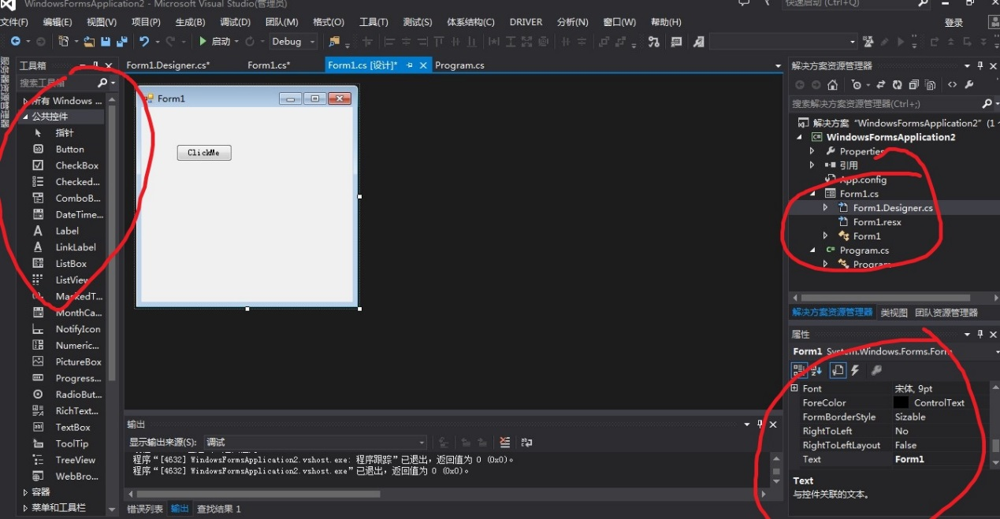 WindowsFormsApplication2 - Microsoft Visual Studio(管理员)
快速启动 (Ctrl+Q)
文件(F) 编辑(E) 视图(V) 项目(P) 生成(B) 调试(D) 团队(M) 格式(O) 工具(T) 测试(S) 体系结构(C) DRIVER 分析(N) 窗口(W) 帮助(H)
登录
启动 Debug
服务器资源管理器
工具箱
搜索工具箱
所有 Windows ...
公共控件
指针
Button
CheckBox
Checked...
ComboB...
DateTime...
Label
LinkLabel
ListBox
ListView
MaskedT...
MonthCa...
NotifyIcon
Numeric...
PictureBox
Progress...
RadioBut...
RichText...
TextBox
ToolTip
TreeView
WebBro...
容器
菜单和工具栏
Form1.Designer.cs* Form1.cs* Form1.cs [设计]* Program.cs
Form1
ClickMe
输出
显示输出来源(S): 调试
程序“[4632] WindowsFormsApplication2.vshost.exe: 程序跟踪”已退出，返回值为 0 (0x0)。
程序“[4632] WindowsFormsApplication2.vshost.exe”已退出，返回值为 0 (0x0)。
错误列表 输出 查找结果 1
解决方案资源管理器
搜索解决方案资源管理器(Ctrl+;)
解决方案 "WindowsFormsApplication2" (1
WindowsFormsApplication2
Properties
引用
App.config
Form1.cs
Form1.Designer.cs
Form1.resx
Form1
Program.cs
Program
解决方案资源管理器 类视图 团队资源管理器
属性
Form1 System.Windows.Forms.Form
Font 宋体, 9pt
ForeColor ControlText
FormBorderStyle Sizable
RightToLeft No
RightToLeftLayout False
Text Form1
Text
与控件关联的文本。